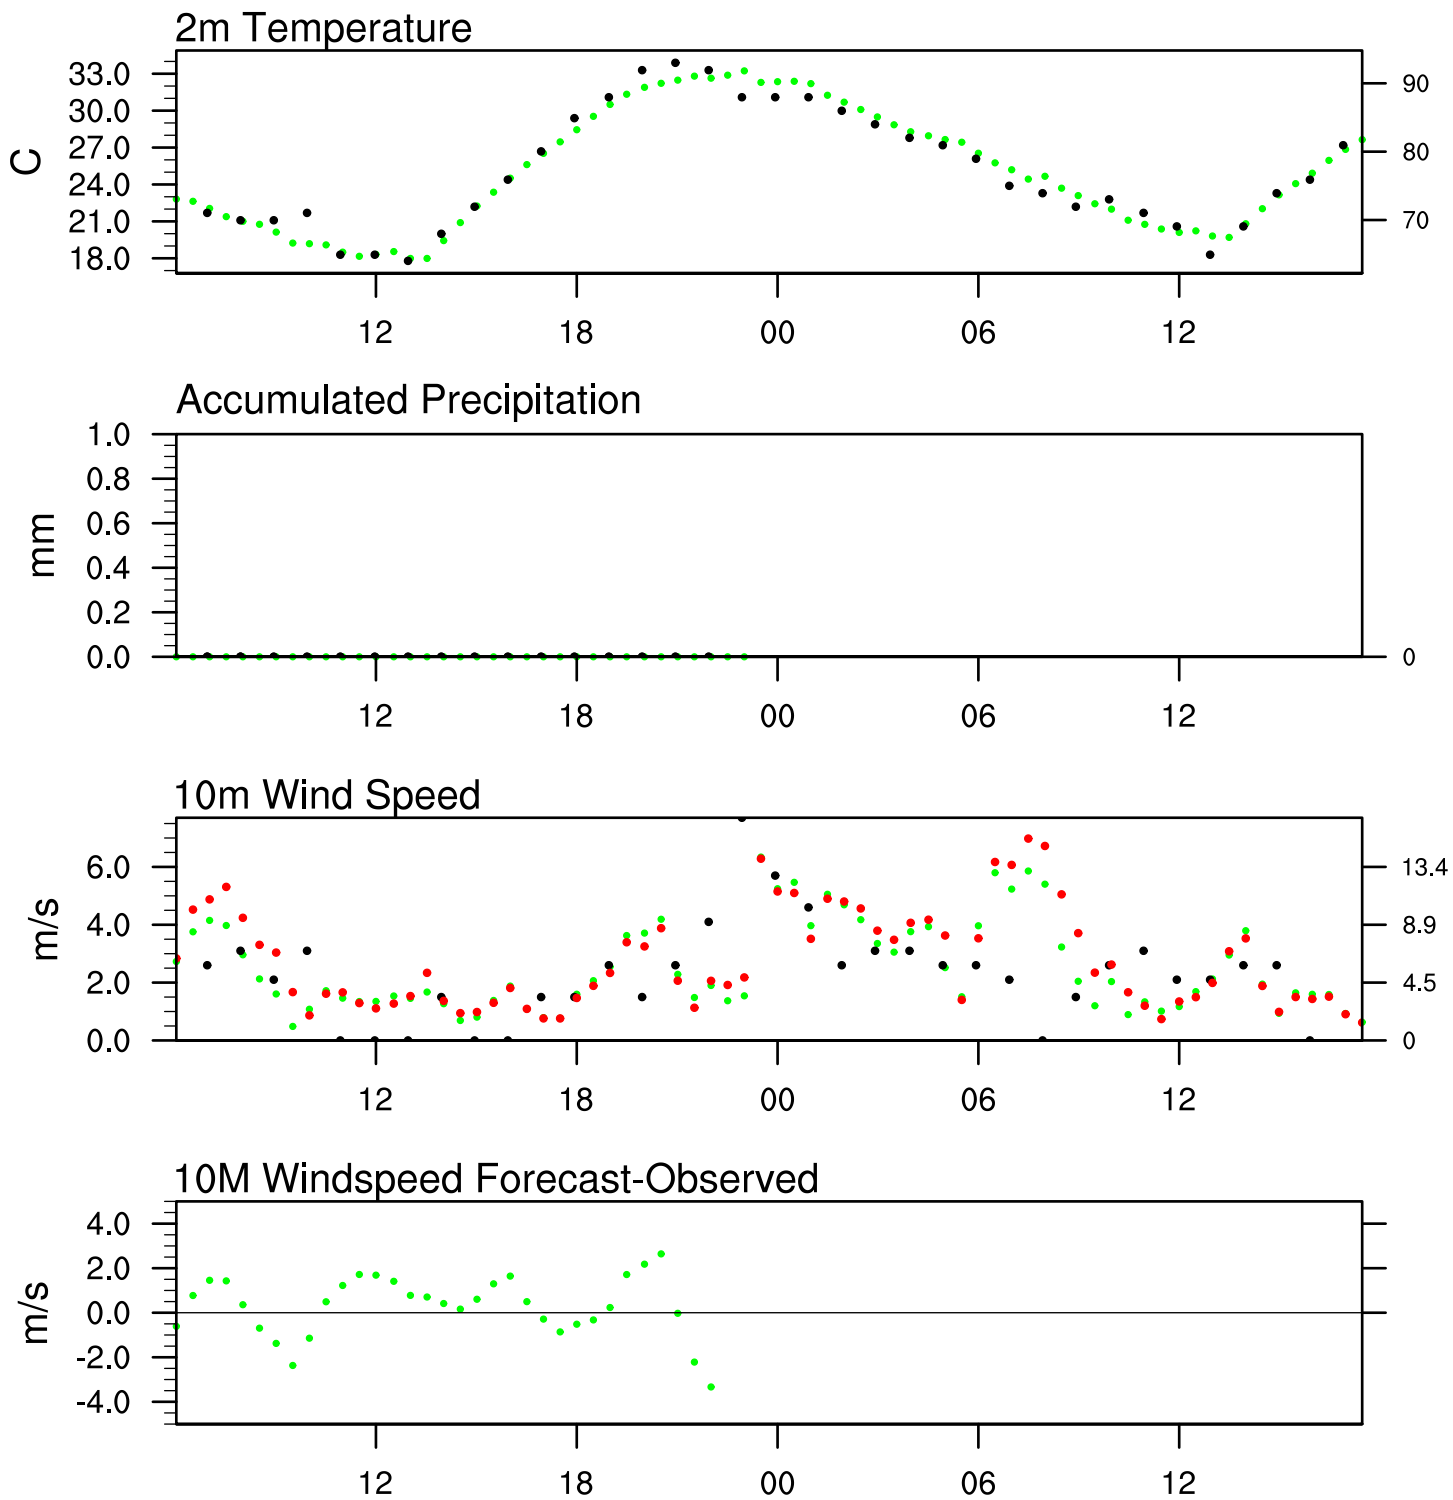 2m Temperature
33.0
30.0
27.0
24.0
21.0
18.0
C
90
80
70
12 18 00 06 12
Accumulated Precipitation
1.0
0.8
0.6
0.4
0.2
0.0
mm
0
12 18 00 06 12
10m Wind Speed
6.0
4.0
2.0
0.0
m/s
13.4
8.9
4.5
0
12 18 00 06 12
10M Windspeed Forecast-Observed
4.0
2.0
0.0
-2.0
-4.0
m/s
12 18 00 06 12